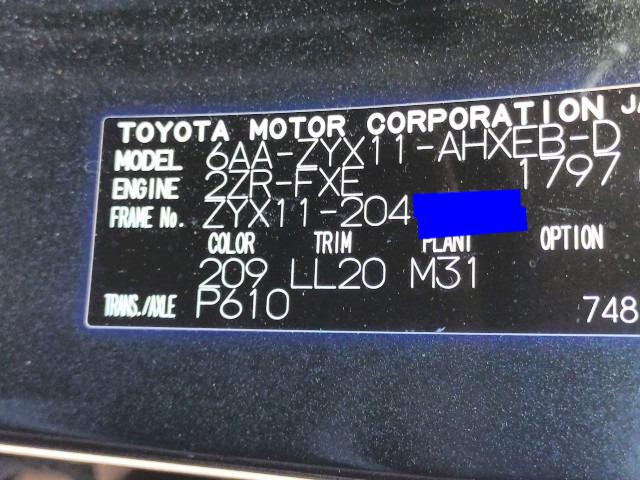 TOYOTA MOTOR CORPORATION JA
MODEL 6AA-ZYX11-AHXEB-D
ENGINE 2ZR-FXE 1797
FRAME No. ZYX11-204
COLOR TRIM PLANT OPTION
209 LL20 M31
TRANS./AXLE P610 748